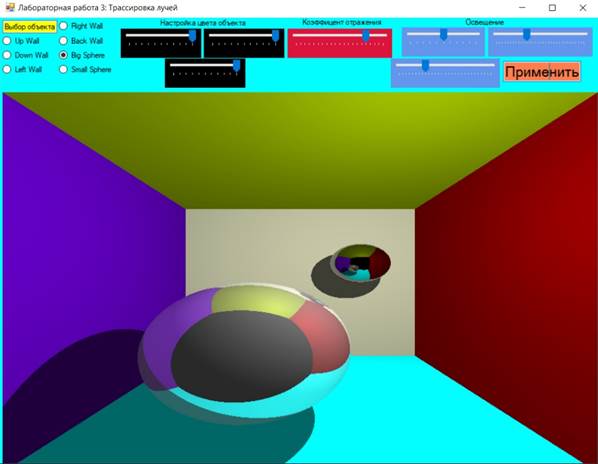 Лабораторная работа 3: Трассировка лучей
Выбор объекта
Right Wall
Настройка цвета объекта
Коэффицент отражения
Освещение
Up Wall
Back Wall
Down Wall
Big Sphere
Left Wall
Small Sphere
Применить